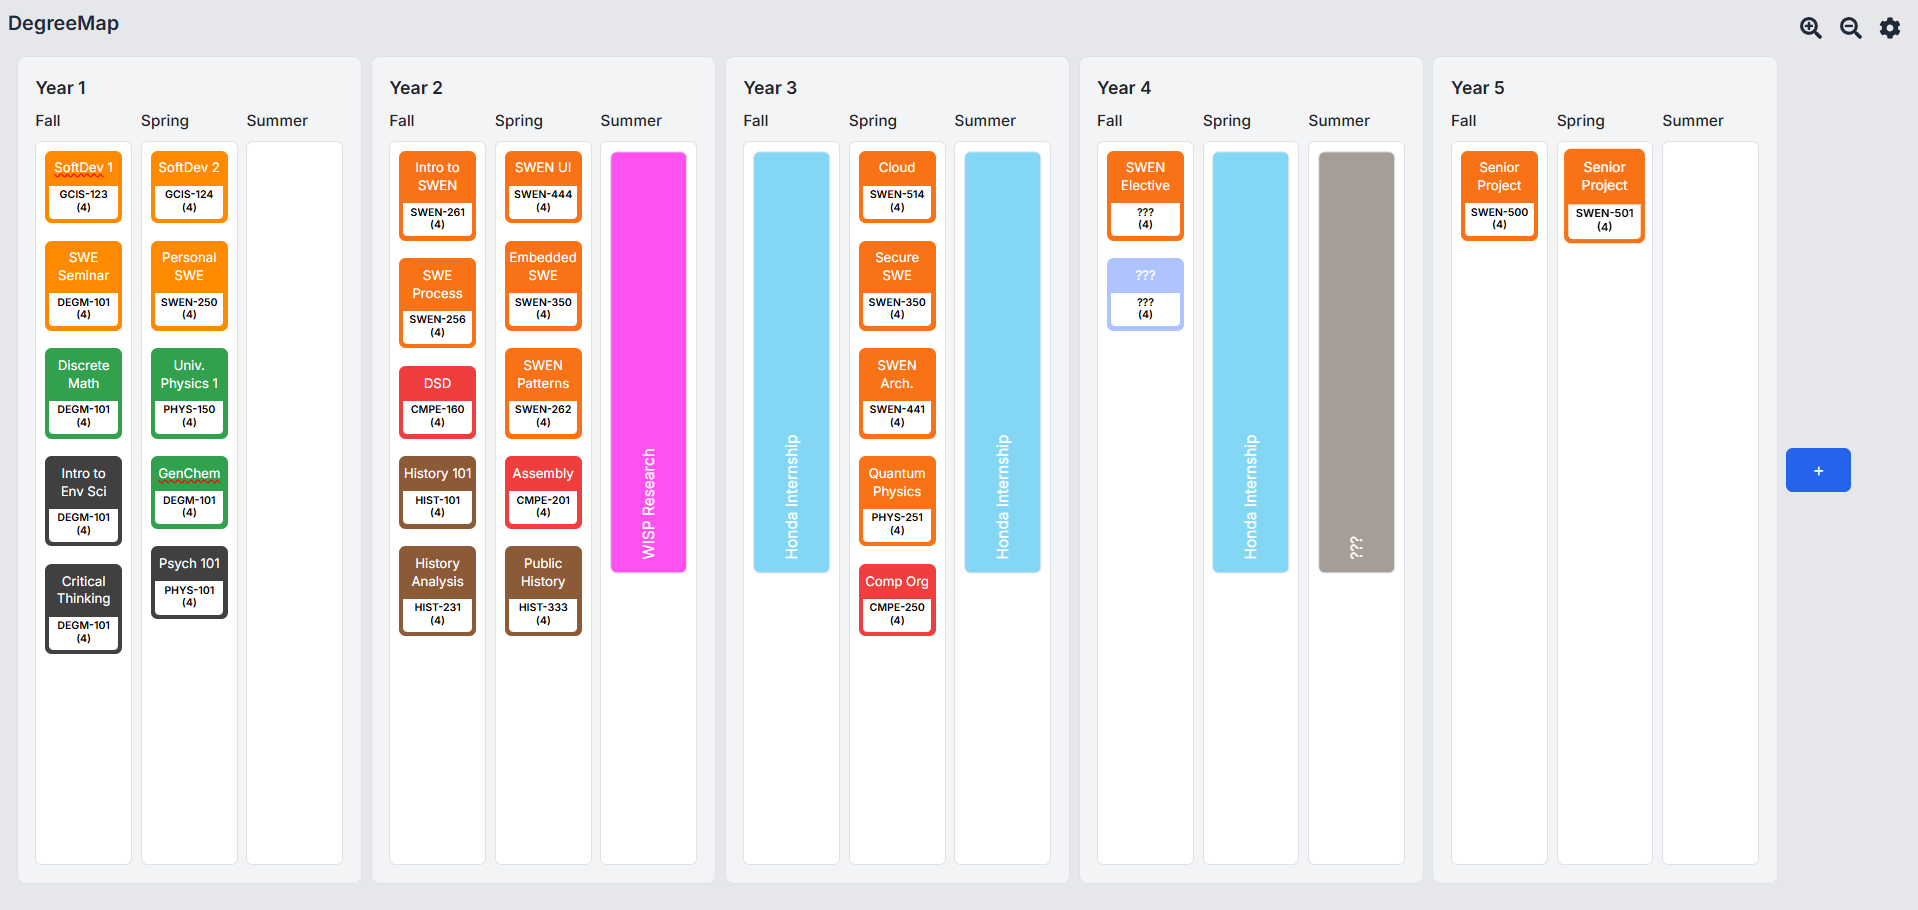 DegreeMap
Year 1
Fall
Spring
Summer
SoftDev 1
GCIS-123
(4)
SWE
Seminar
DEGM-101
(4)
Discrete
Math
DEGM-101
(4)
Intro to
Env Sci
DEGM-101
(4)
Critical
Thinking
DEGM-101
(4)
SoftDev 2
GCIS-124
(4)
Personal
SWE
SWEN-250
(4)
Univ.
Physics 1
PHYS-150
(4)
GenChem
DEGM-101
(4)
Psych 101
PHYS-101
(4)
Year 2
Fall
Spring
Summer
Intro to
SWEN
SWEN-261
(4)
SWE
Process
SWEN-256
(4)
DSD
CMPE-160
(4)
History 101
HIST-101
(4)
History
Analysis
HIST-231
(4)
SWEN UI
SWEN-444
(4)
Embedded
SWE
SWEN-350
(4)
SWEN
Patterns
SWEN-262
(4)
Assembly
CMPE-201
(4)
Public
History
HIST-333
(4)
WISP Research
Year 3
Fall
Spring
Summer
Honda Internship
Cloud
SWEN-514
(4)
Secure
SWE
SWEN-350
(4)
SWEN
Arch.
SWEN-441
(4)
Quantum
Physics
PHYS-251
(4)
Comp Org
CMPE-250
(4)
Honda Internship
Year 4
Fall
Spring
Summer
SWEN
Elective
???
(4)
???
???
(4)
Honda Internship
???
Year 5
Fall
Spring
Summer
Senior
Project
SWEN-500
(4)
Senior
Project
SWEN-501
(4)
+